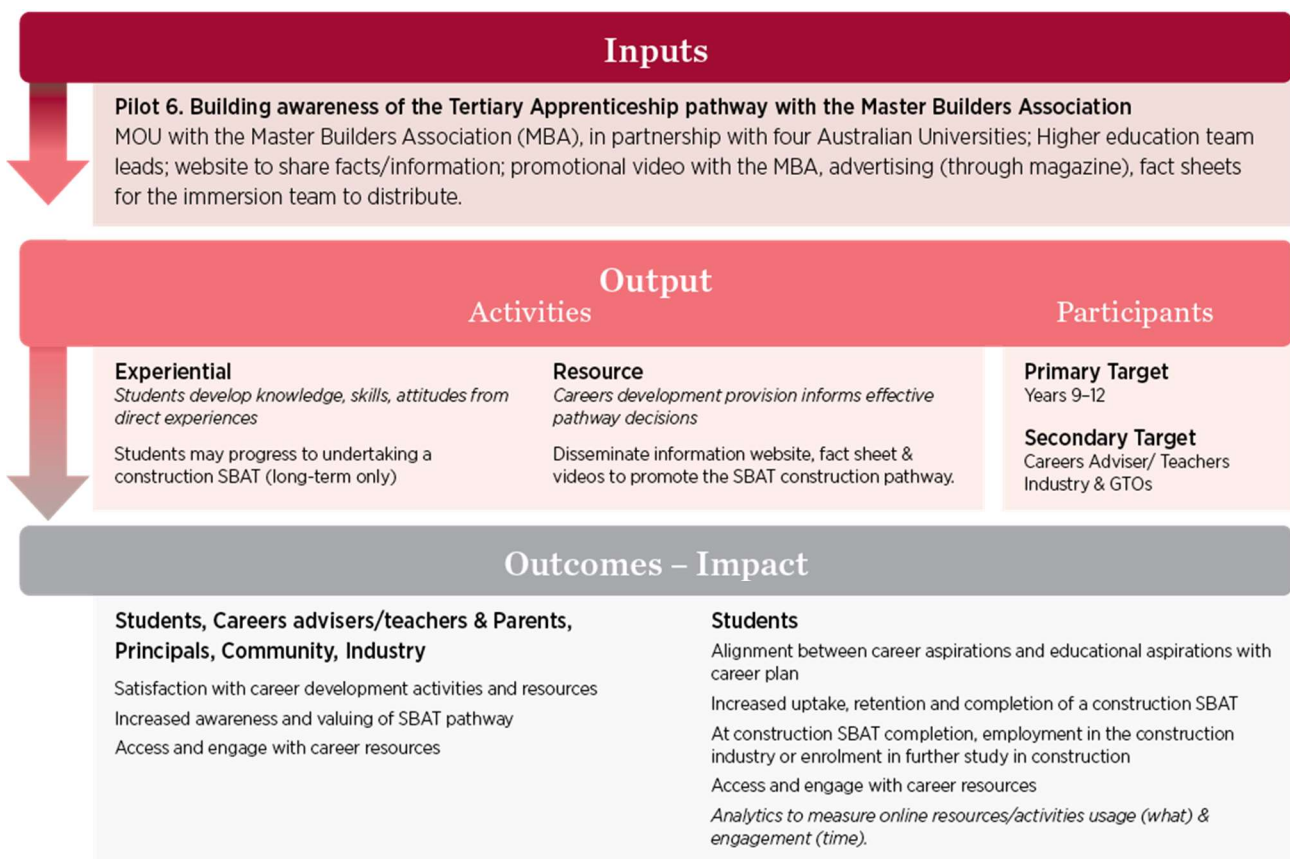 Inputs
Pilot 6. Building awareness of the Tertiary Apprenticeship pathway with the Master Builders Association
MOU with the Master Builders Association (MBA), in partnership with four Australian Universities; Higher education team
leads; website to share facts/information; promotional video with the MBA, advertising (through magazine), fact sheets
for the immersion team to distribute.
Output
Activities
Participants
Experiential
Students develop knowledge, skills, attitudes from
direct experiences
Students may progress to undertaking a
construction SBAT (long-term only)
Resource
Careers development provision informs effective
pathway decisions
Disseminate information website, fact sheet &
videos to promote the SBAT construction pathway.
Primary Target
Years 9–12
Secondary Target
Careers Adviser/ Teachers
Industry & GTOs
Outcomes – Impact
Students, Careers advisers/teachers & Parents,
Principals, Community, Industry
Satisfaction with career development activities and resources
Increased awareness and valuing of SBAT pathway
Access and engage with career resources
Students
Alignment between career aspirations and educational aspirations with
career plan
Increased uptake, retention and completion of a construction SBAT
At construction SBAT completion, employment in the construction
industry or enrolment in further study in construction
Access and engage with career resources
Analytics to measure online resources/activities usage (what) &
engagement (time).